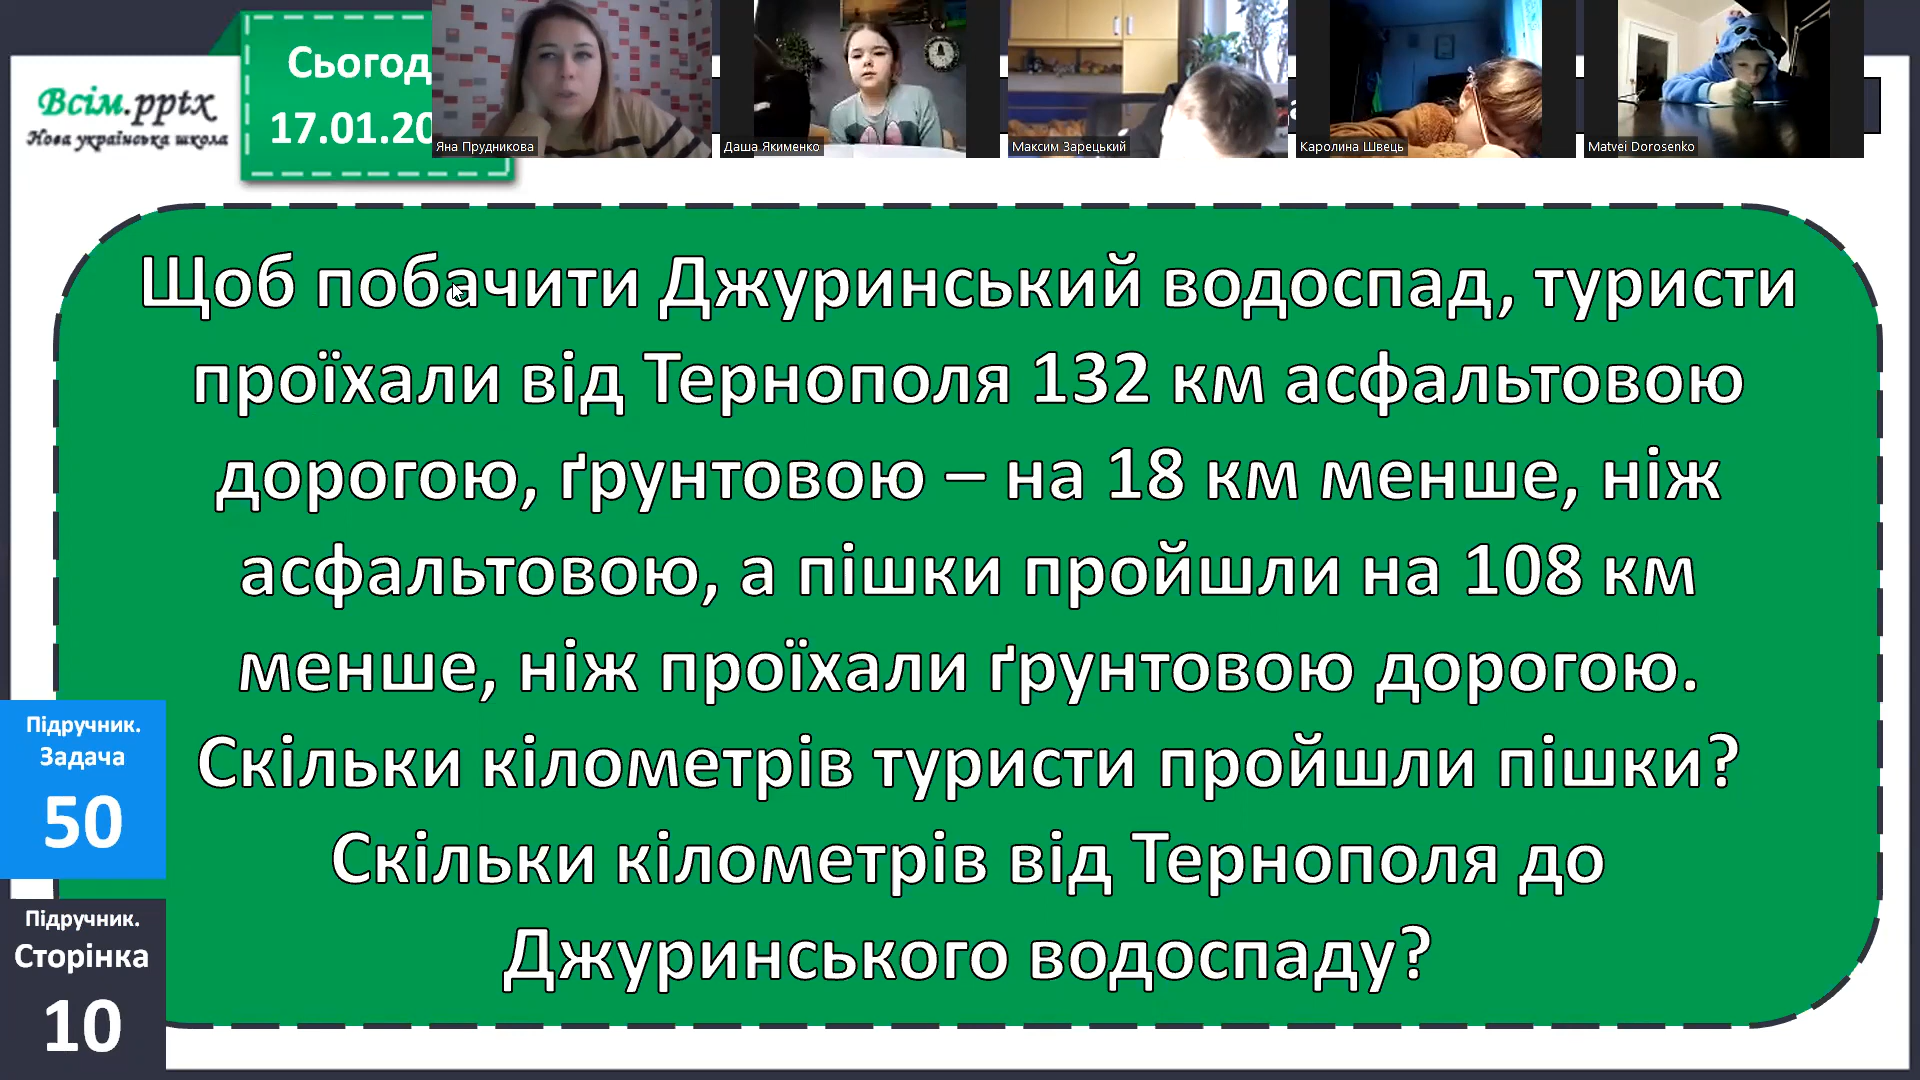 Всім.pptx
Нова українська школа
Сьогод
17.01.20
Яна Прудникова
Даша Якименко
Максим Зарецький
Каролина Швець
Matvei Dorosenko
Щоб побачити Джуринський водоспад, туристи
проїхали від Тернополя 132 км асфальтовою
дорогою, ґрунтовою – на 18 км менше, ніж
асфальтовою, а пішки пройшли на 108 км
менше, ніж проїхали ґрунтовою дорогою.
Скільки кілометрів туристи пройшли пішки?
Скільки кілометрів від Тернополя до
Джуринського водоспаду?
Підручник.
Задача
50
Підручник.
Сторінка
10